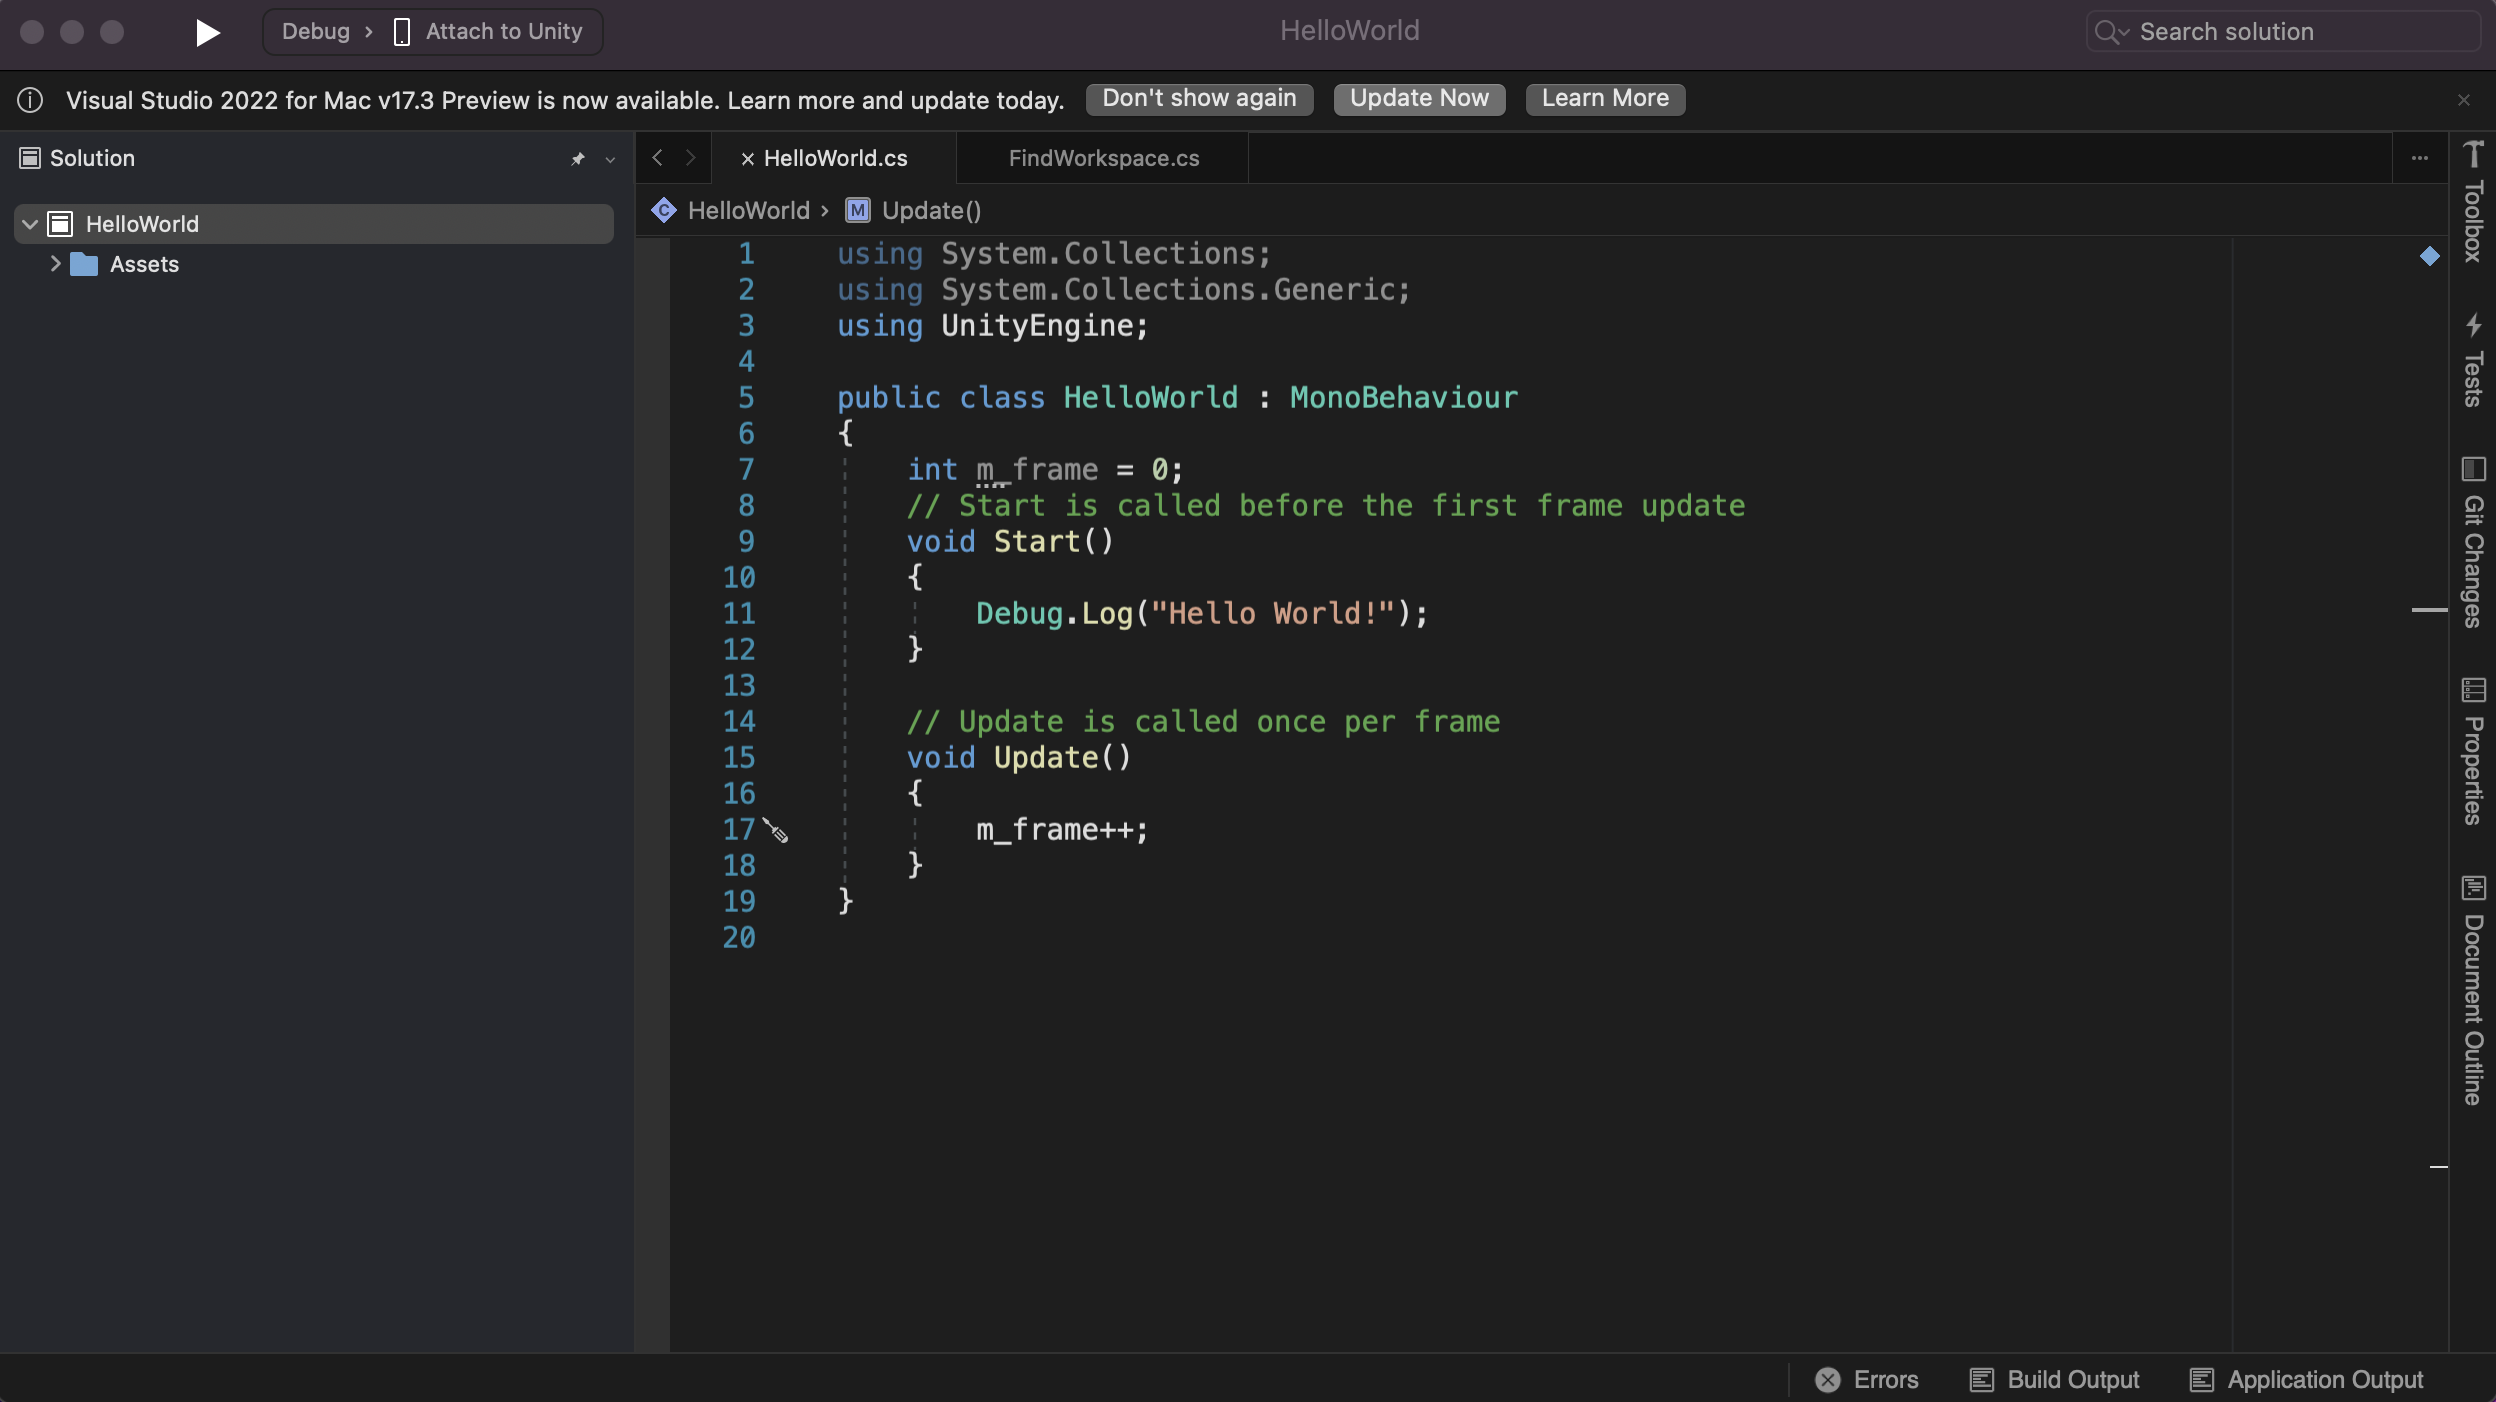 Debug › Attach to Unity
HelloWorld
Search solution
Visual Studio 2022 for Mac v17.3 Preview is now available. Learn more and update today.
Don't show again
Update Now
Learn More
Solution
HelloWorld
Assets
HelloWorld.cs
FindWorkspace.cs
C HelloWorld › M Update()
1 using System.Collections;
2 using System.Collections.Generic;
3 using UnityEngine;
4
5 public class HelloWorld : MonoBehaviour
6 {
7 int m_frame = 0;
8 // Start is called before the first frame update
9 void Start()
10 {
11 Debug.Log("Hello World!");
12 }
13
14 // Update is called once per frame
15 void Update()
16 {
17 m_frame++;
18 }
19 }
20
Toolbox
Tests
Git Changes
Properties
Document Outline
Errors
Build Output
Application Output